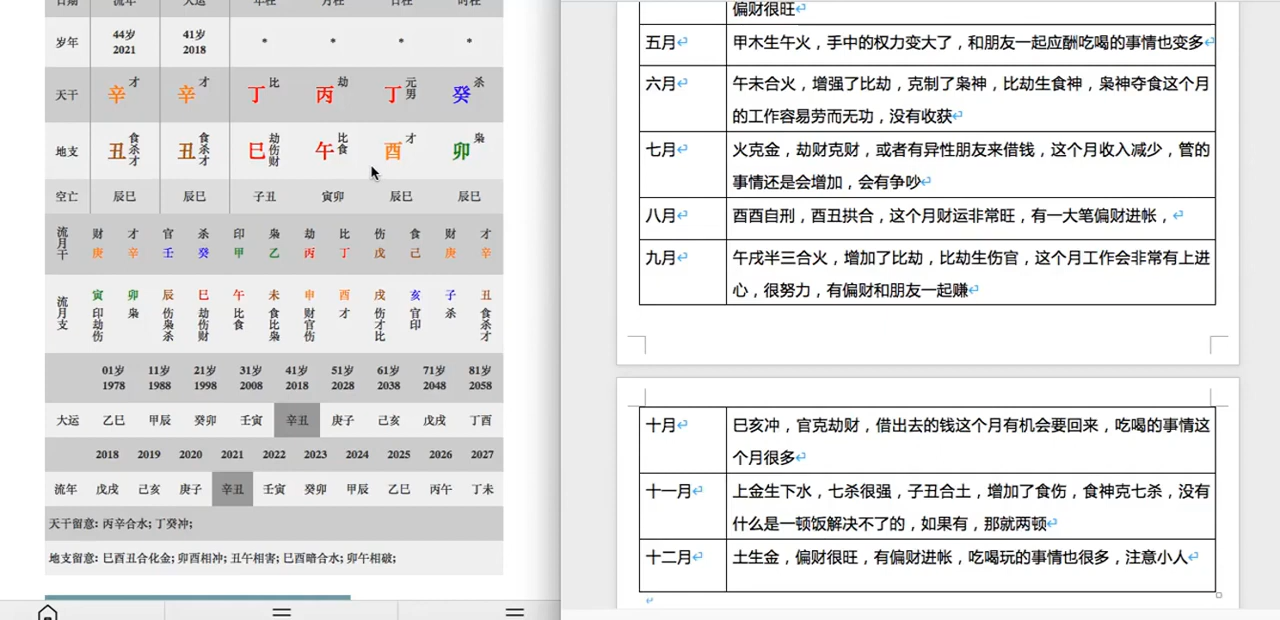 日期 流年 大运 年柱 月柱 日柱 时柱
岁年 44岁 2021 41岁 2018 * * * *
天干 辛 才 辛 才 丁 比 丙 劫 丁 元男 癸 杀
地支 丑 食杀才 丑 食杀才 巳 劫伤财 午 比食 酉 才 卯 枭
空亡 辰巳 辰巳 子丑 寅卯 辰巳 辰巳
流月干 财 才 官 杀 印 枭 劫 比 伤 食 财 才
庚 辛 壬 癸 甲 乙 丙 丁 戊 己 庚 辛
流月支 寅 卯 辰 巳 午 未 申 酉 戌 亥 子 丑
印劫伤 枭 伤枭杀 劫伤财 比食 食比枭 财官伤 才 伤才比 官印 杀 食杀才
01岁 11岁 21岁 31岁 41岁 51岁 61岁 71岁 81岁
1978 1988 1998 2008 2018 2028 2038 2048 2058
大运 乙巳 甲辰 癸卯 壬寅 辛丑 庚子 己亥 戊戌 丁酉
2018 2019 2020 2021 2022 2023 2024 2025 2026 2027
流年 戊戌 己亥 庚子 辛丑 壬寅 癸卯 甲辰 乙巳 丙午 丁未
天干留意: 丙辛合水; 丁癸冲;
地支留意: 巳酉丑合化金; 卯酉相冲; 丑午相害; 巳酉暗合水; 卯午相破;
偏财很旺
五月 甲木生午火，手中的权力变大了，和朋友一起应酬吃喝的事情也变多
六月 午未合火，增强了比劫，克制了枭神，比劫生食神，枭神夺食这个月
的工作容易劳而无功，没有收获
七月 火克金，劫财克财，或者有异性朋友来借钱，这个月收入减少，管的
事情还是会增加，会有争吵
八月 酉酉自刑，酉丑拱合，这个月财运非常旺，有一大笔偏财进帐，
九月 午戌半三合火，增加了比劫，比劫生伤官，这个月工作会非常有上进
心，很努力，有偏财和朋友一起赚
十月 巳亥冲，官克劫财，借出去的钱这个月有机会要回来，吃喝的事情这
个月很多
十一月 上金生下水，七杀很强，子丑合土，增加了食伤，食神克七杀，没有
什么是一顿饭解决不了的，如果有，那就两顿
十二月 土生金，偏财很旺，有偏财进帐，吃喝玩的事情也很多，注意小人